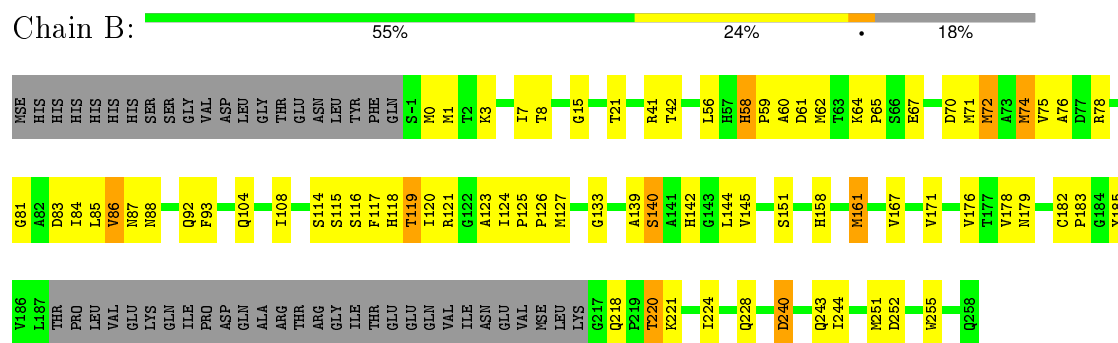 Chain B:
55% 24% • 18%
MSE HIS HIS HIS HIS HIS HIS SER SER GLY VAL ASP LEU GLY THR GLU ASN LEU TYR PHE GLN S-1 M0 M1 T2 K3 I7 T8 G15 T21 R41 T42 L56 H57 H58 P59 A60 D61 M62 T63 K64 P65 S66 E67 D70 M71 M72 A73 M74 V75 A76 D77 R78
G81 A82 D83 I84 L85 V86 N87 N88 Q92 F93 Q104 I108 S114 S115 S116 F117 H118 T119 I120 R121 G122 A123 I124 P125 P126 M127 G133 A139 S140 A141 H142 G143 L144 V145 S151 H158 M161 V167 V171 V176 T177 V178 N179 C182 P183 G184 Y185
V186 L187 THR PRO LEU VAL GLU LYS GLN ILE PRO ASP GLN ALA ARG THR ARG GLY ILE THR GLU GLU GLN VAL ILE ASN GLU VAL MSE LEU LYS G217 Q218 P219 T220 K221 I224 Q228 D240 Q243 I244 M251 D252 W255 Q258